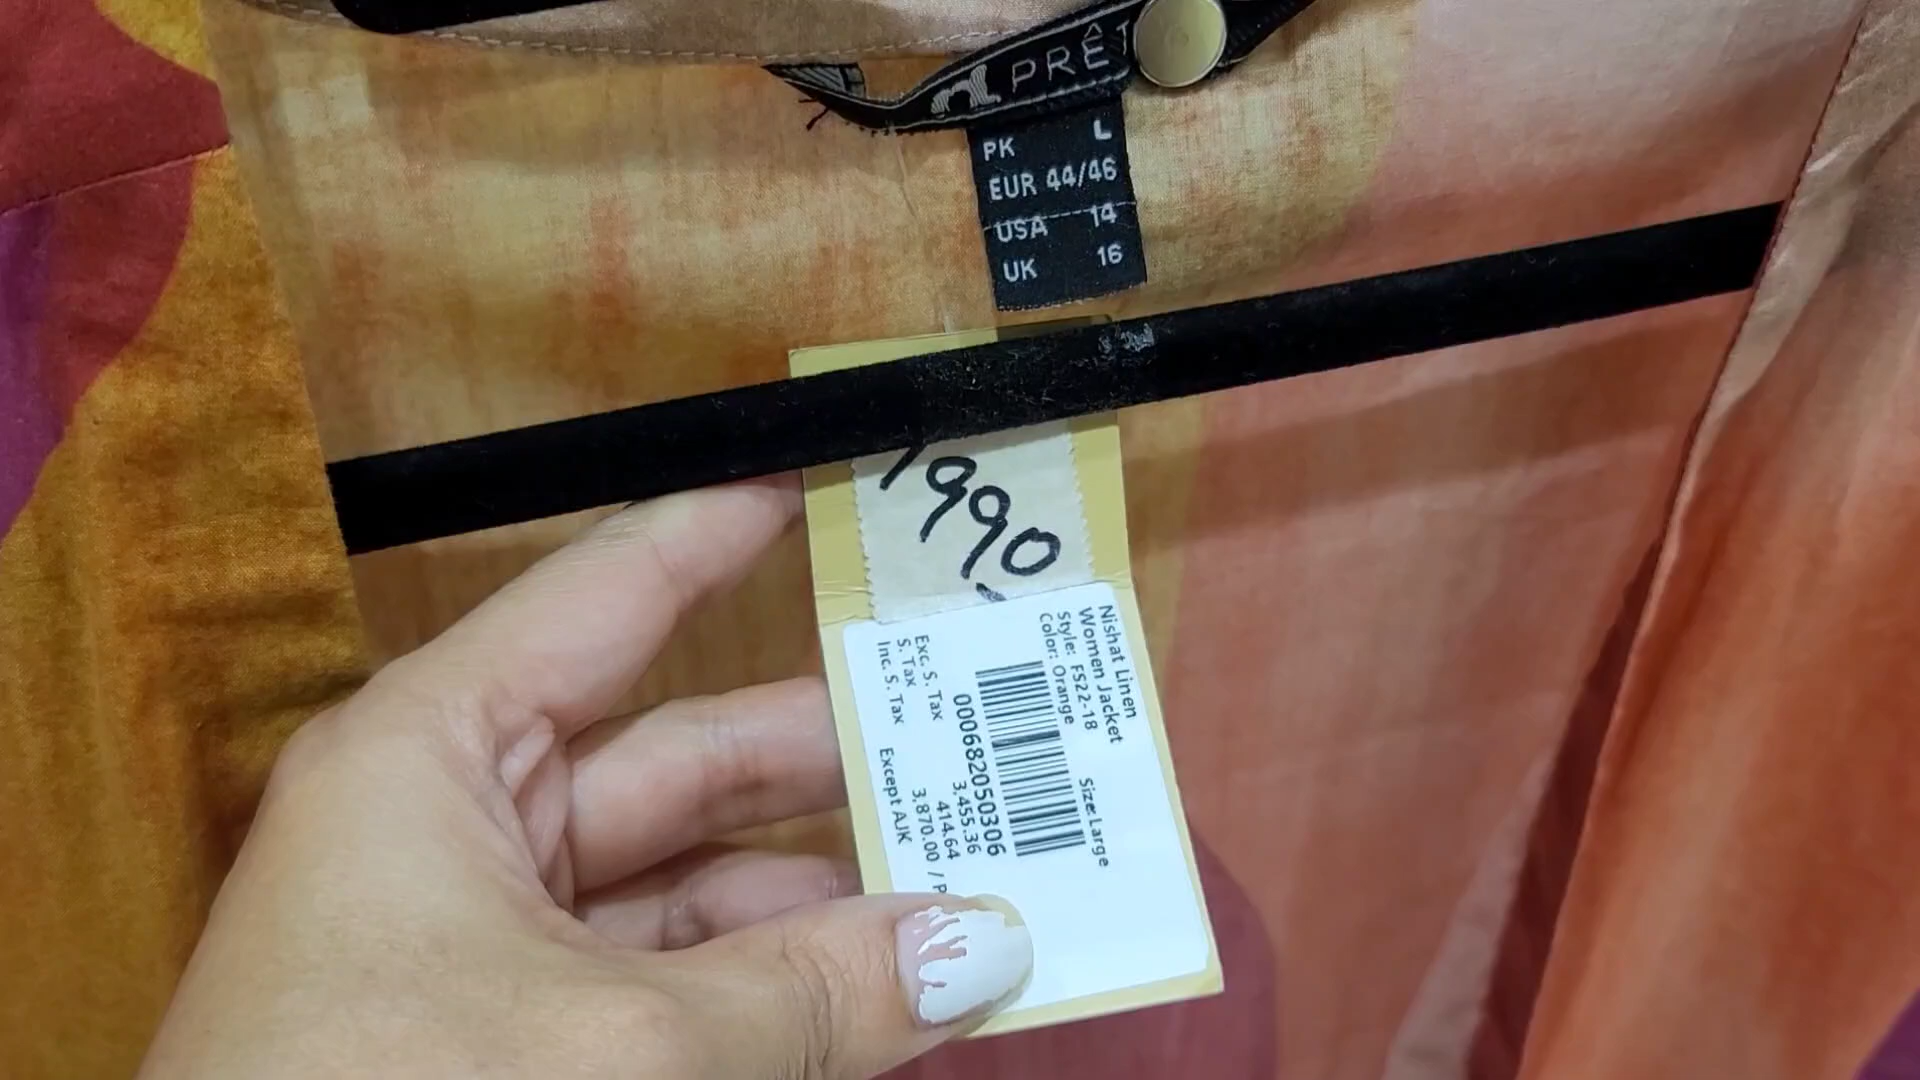 PRÊT
PK L
EUR 44/46
USA 14
UK 16
1990
Nishat Linen
Women Jacket
Style: FS22-18 Size: Large
Color: Orange
000682050306
Exc. S. Tax 3,455.36
S. Tax 414.64
Inc. S. Tax 3,870.00 / P
Except AJK